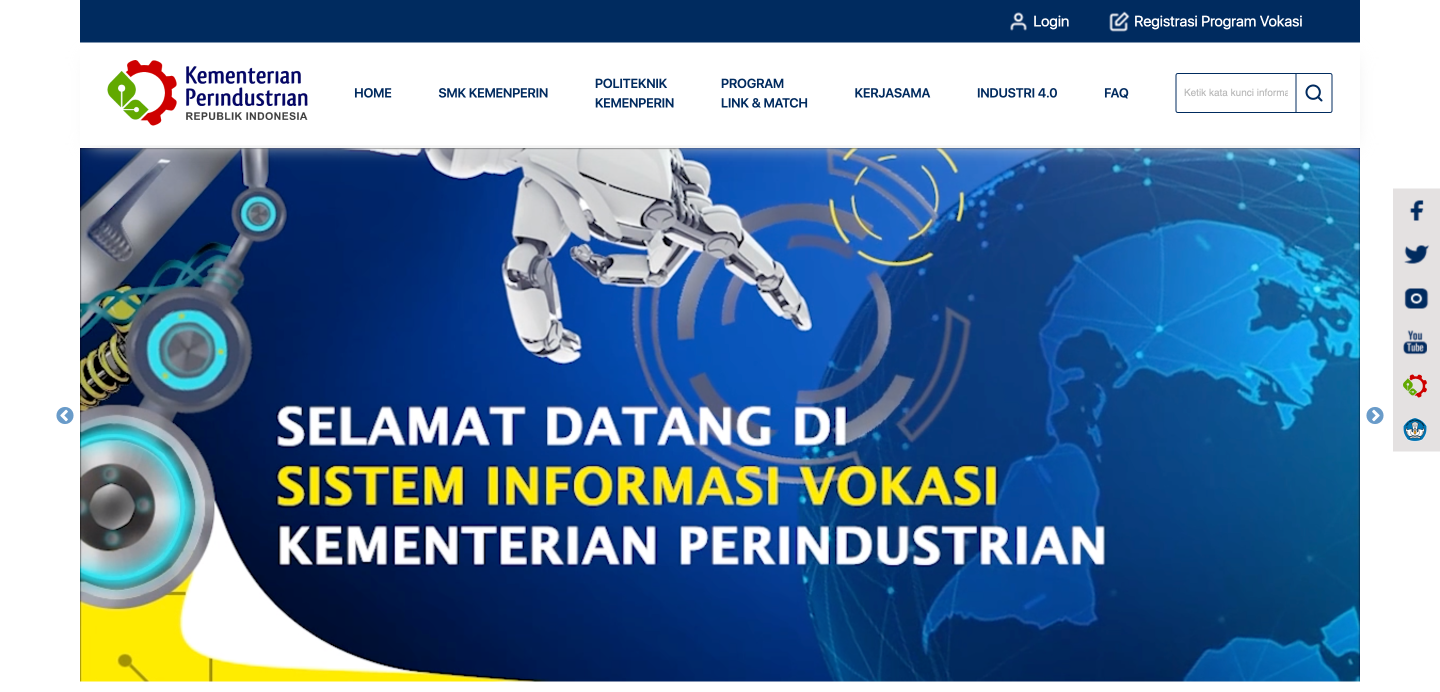 Login
Registrasi Program Vokasi
Kementerian
Perindustrian
REPUBLIK INDONESIA
HOME
SMK KEMENPERIN
POLITEKNIK
KEMENPERIN
PROGRAM
LINK & MATCH
KERJASAMA
INDUSTRI 4.0
FAQ
Ketik kata kunci informa
You
Tube
SELAMAT DATANG DI
SISTEM INFORMASI VOKASI
KEMENTERIAN PERINDUSTRIAN